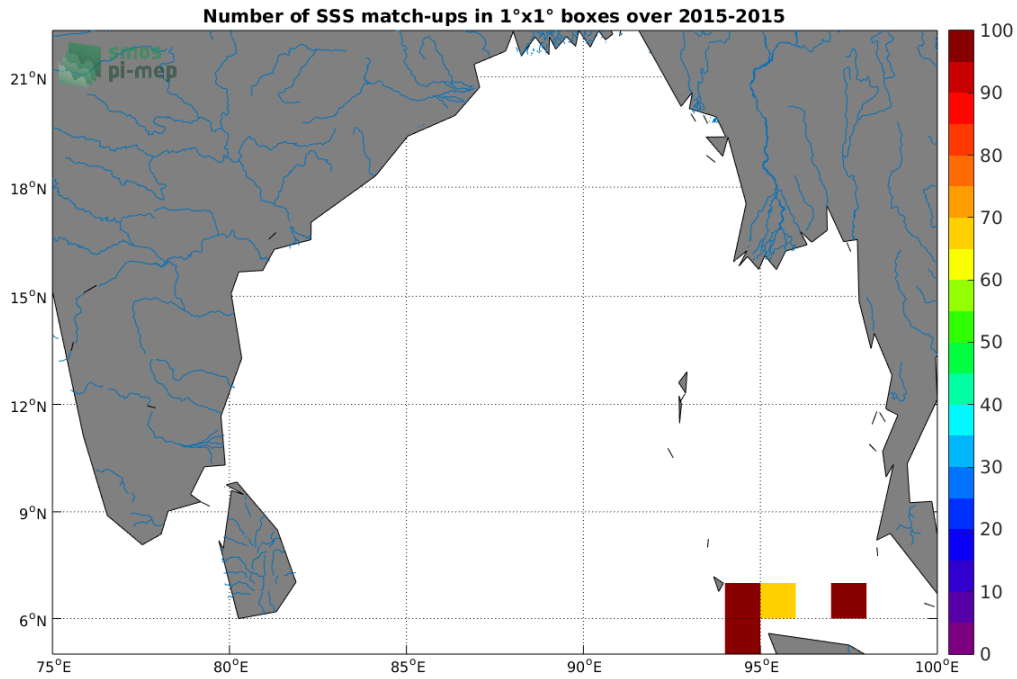 Number of SSS match-ups in 1°x1° boxes over 2015-2015
smos
pi-mep
21°N
18°N
15°N
12°N
9°N
6°N
75°E
80°E
85°E
90°E
95°E
100°E
100
90
80
70
60
50
40
30
20
10
0